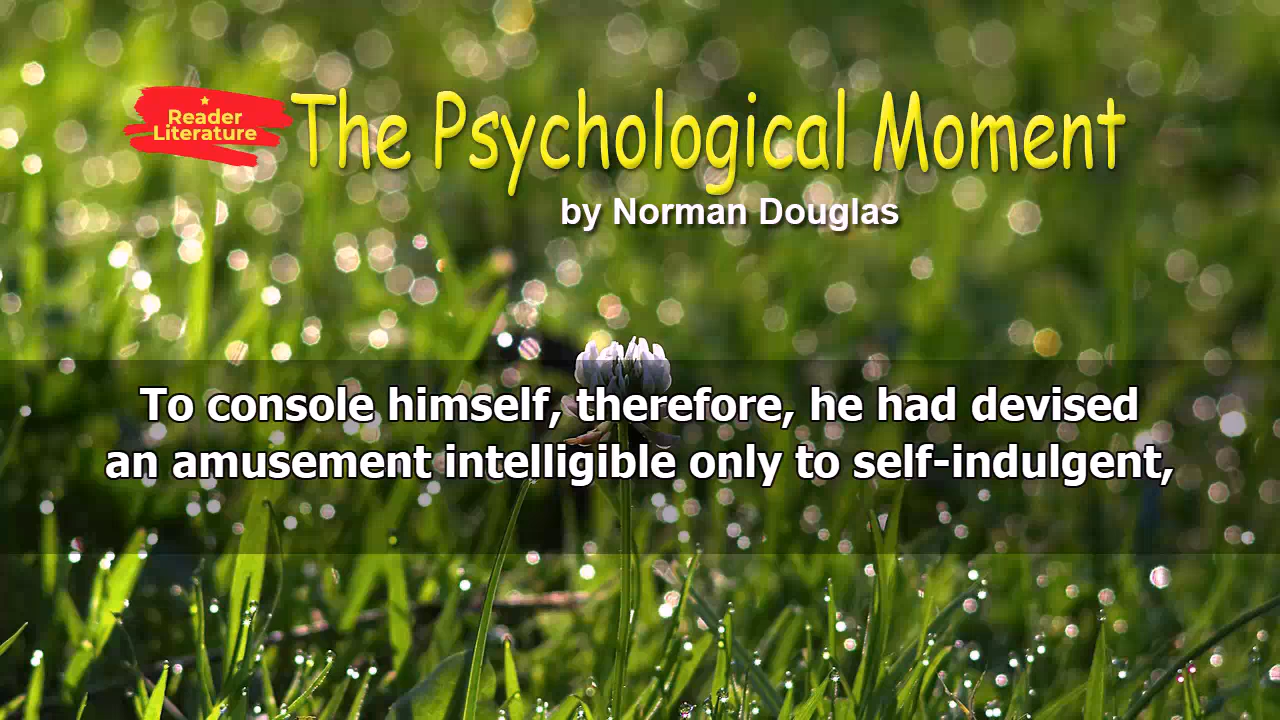 Reader
Literature
The Psychological Moment
by Norman Douglas
To console himself, therefore, he had devised
an amusement intelligible only to self-indulgent,